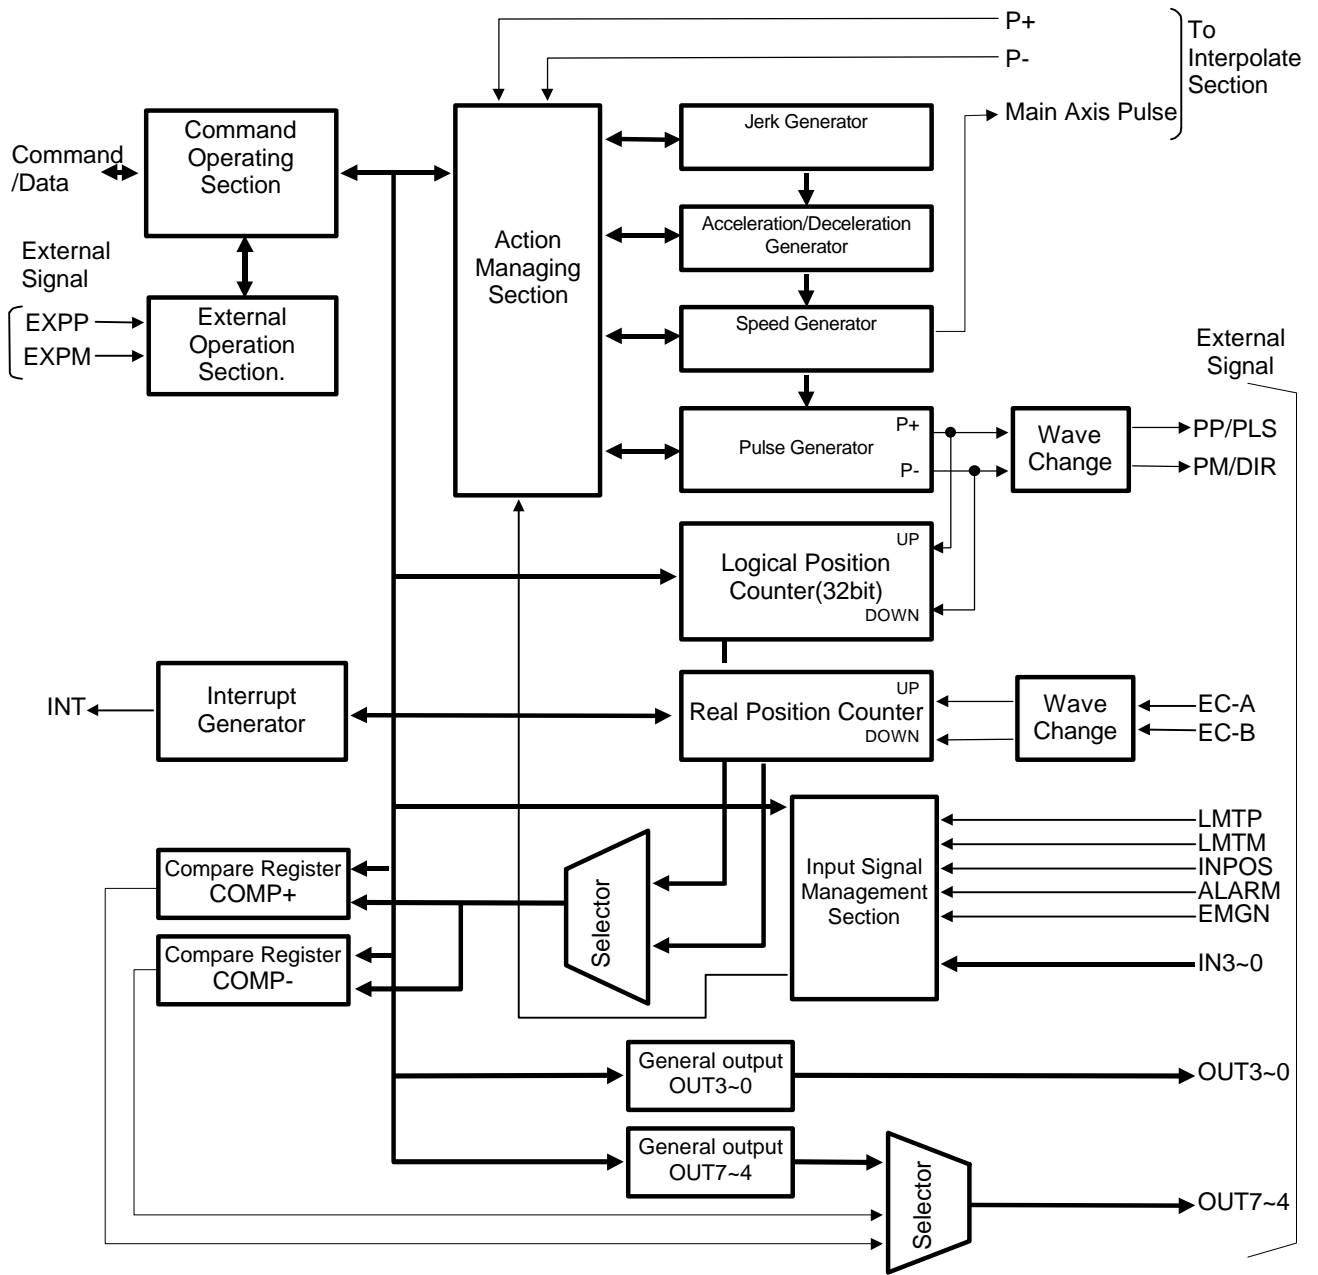 P+
P-
Main Axis Pulse
To
Interpolate
Section
Command
/Data
Command
Operating
Section
External
Signal
EXPP
EXPM
External
Operation
Section.
Action
Managing
Section
Jerk Generator
Acceleration/Deceleration
Generator
Speed Generator
Pulse Generator
P+
P-
Wave
Change
External
Signal
PP/PLS
PM/DIR
Logical Position
Counter(32bit)
UP
DOWN
INT
Interrupt
Generator
Real Position Counter
UP
DOWN
Wave
Change
EC-A
EC-B
Compare Register
COMP+
Compare Register
COMP-
Selector
Input Signal
Management
Section
LMTP
LMTM
INPOS
ALARM
EMGN
IN3~0
General output
OUT3~0
OUT3~0
General output
OUT7~4
Selector
OUT7~4